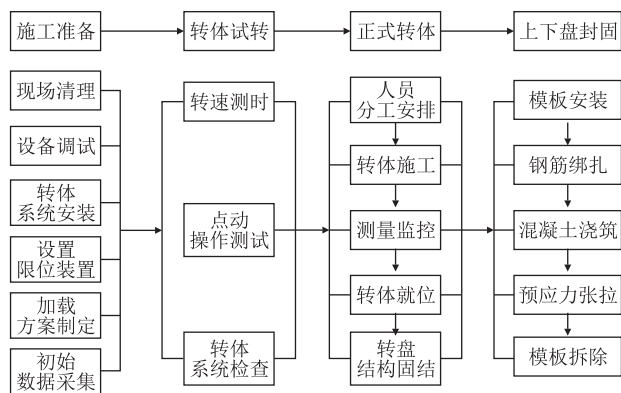 施工准备
转体试转
正式转体
上下盘封固
现场清理
设备调试
转体
系统安装
设置
限位装置
加载
方案制定
初始
数据采集
转速测时
点动
操作测试
转体
系统检查
人员
分工安排
转体施工
测量监控
转体就位
转盘
结构固结
模板安装
钢筋绑扎
混凝土浇筑
预应力张拉
模板拆除